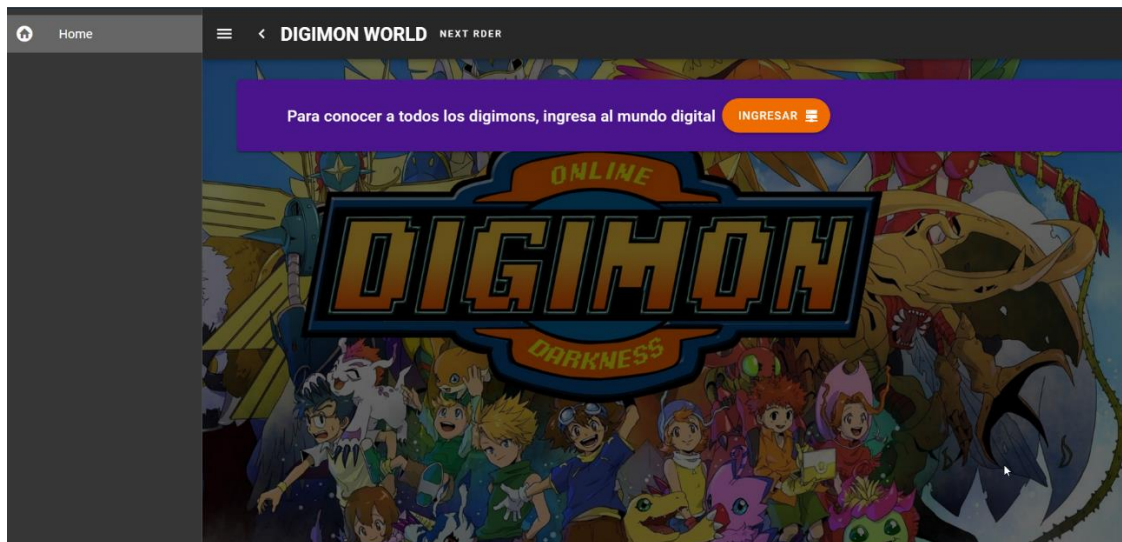 Home
DIGIMON WORLD NEXT RDER
Para conocer a todos los digimons, ingresa al mundo digital INGRESAR
ONLINE
DIGIMON
DARKNESS